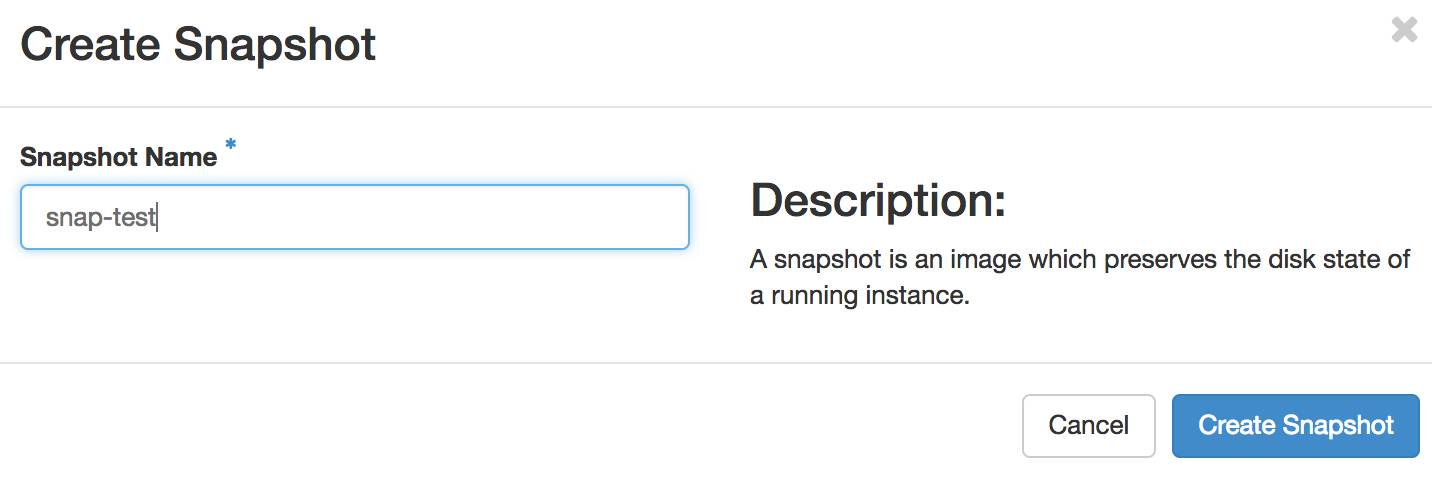 Create Snapshot
Snapshot Name *
snap-test
Description:
A snapshot is an image which preserves the disk state of
a running instance.
Cancel
Create Snapshot